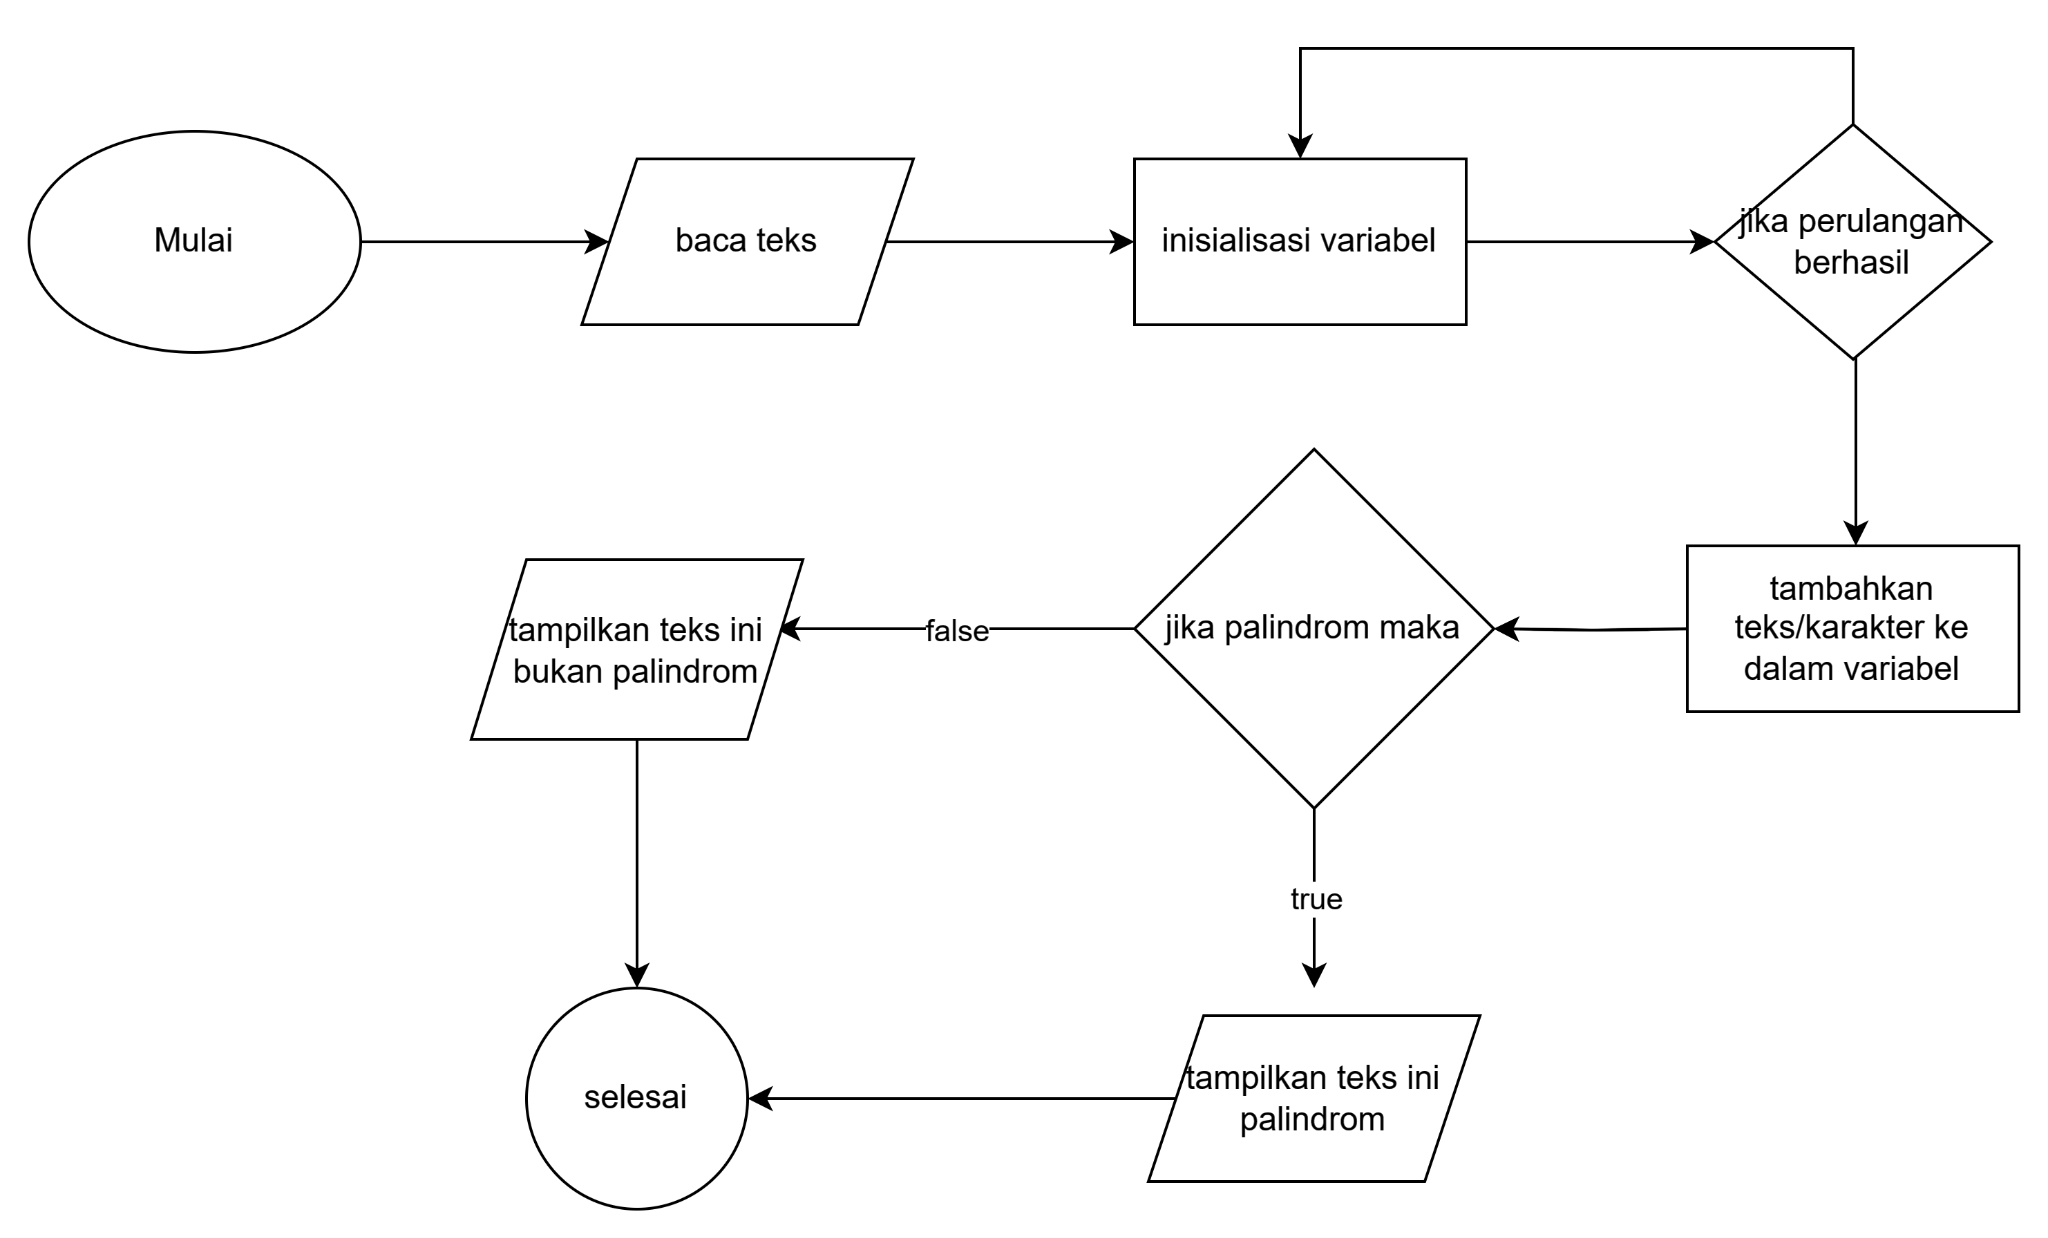 Mulai
baca teks
inisialisasi variabel
jika perulangan
berhasil
tambahkan
teks/karakter ke
dalam variabel
jika palindrom maka
false
tampilkan teks ini
bukan palindrom
true
tampilkan teks ini
palindrom
selesai